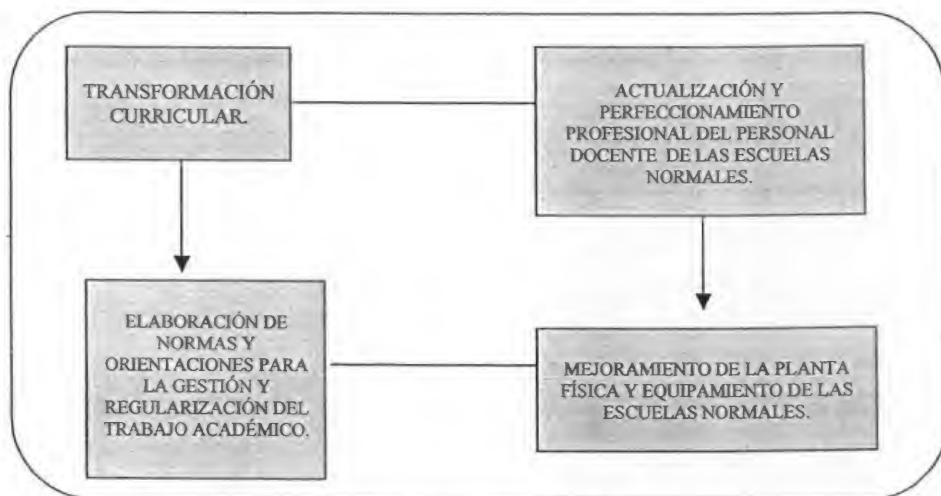 TRANSFORMACIÓN
CURRICULAR.
ACTUALIZACIÓN Y
PERFECCIONAMIENTO
PROFESIONAL DEL PERSONAL
DOCENTE DE LAS ESCUELAS
NORMALES.
ELABORACIÓN DE
NORMAS Y
ORIENTACIONES PARA
LA GESTIÓN Y
REGULARIZACIÓN DEL
TRABAJO ACADÉMICO.
MEJORAMIENTO DE LA PLANTA
FÍSICA Y EQUIPAMIENTO DE LAS
ESCUELAS NORMALES.